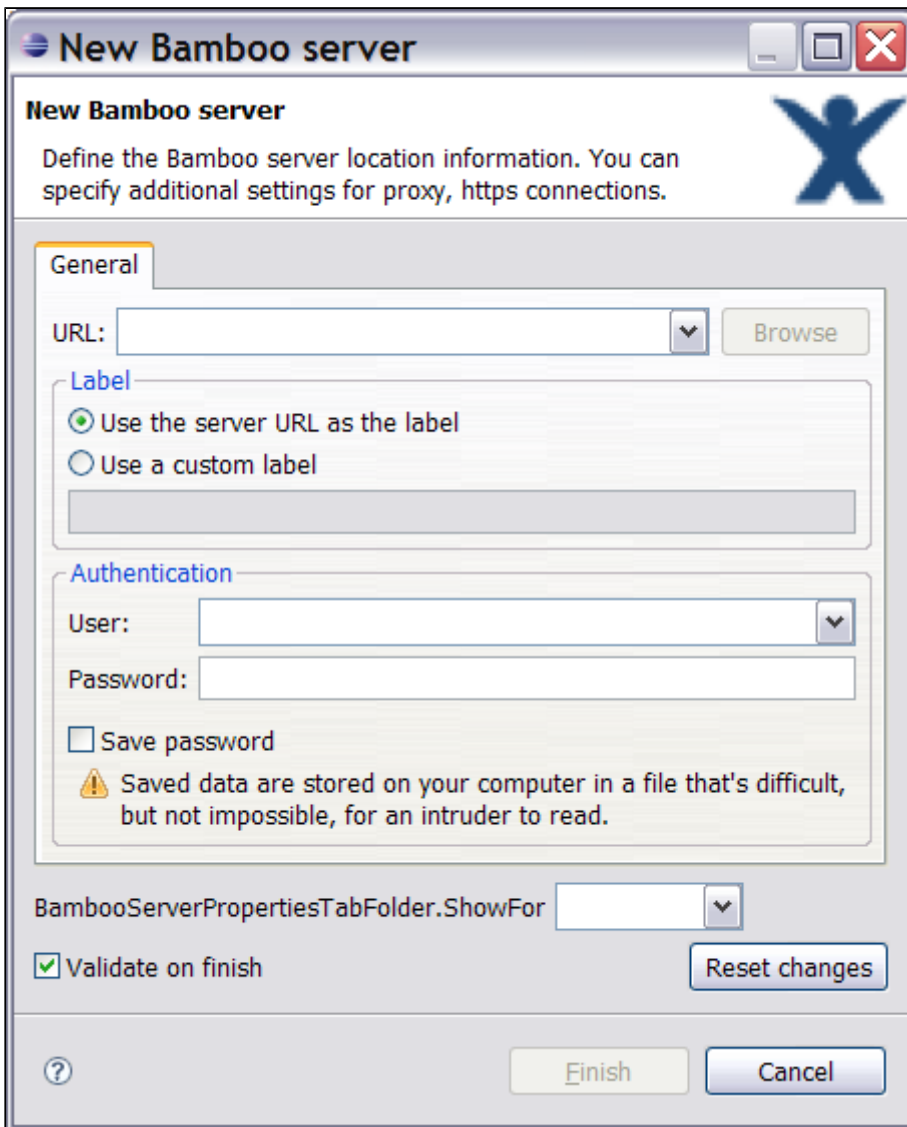 New Bamboo server
New Bamboo server
Define the Bamboo server location information. You can
specify additional settings for proxy, https connections.
General
URL:
Browse
Label
Use the server URL as the label
Use a custom label
Authentication
User:
Password:
Save password
Saved data are stored on your computer in a file that's difficult,
but not impossible, for an intruder to read.
BambooServerPropertiesTabFolder.ShowFor
Validate on finish
Reset changes
?
Finish
Cancel